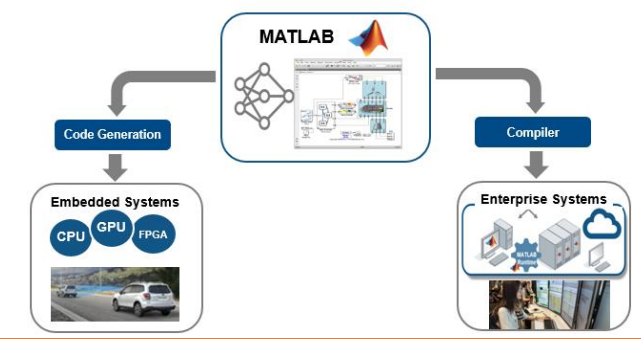 MATLAB
Code Generation
Compiler
Embedded Systems
CPU
GPU
FPGA
Enterprise Systems
MATLAB
Runtime